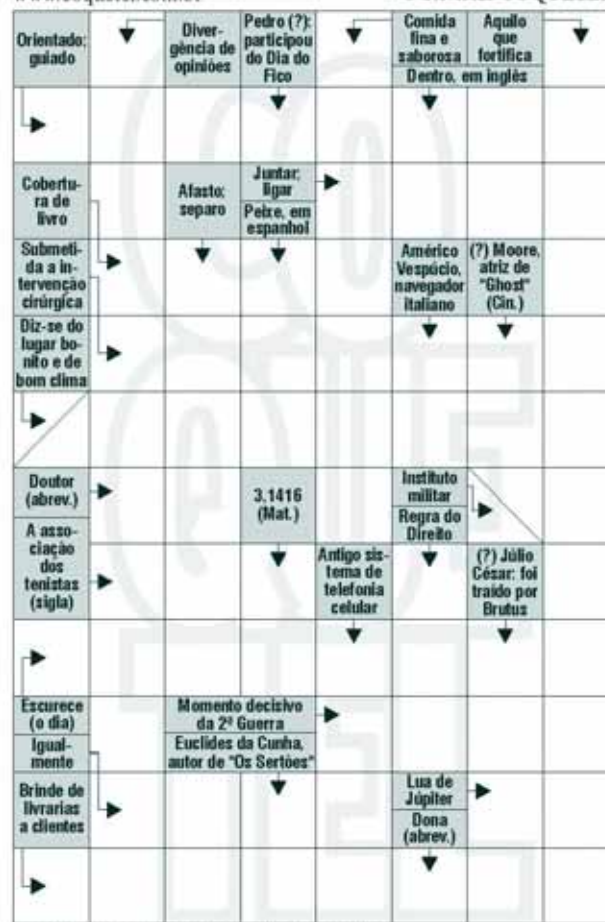 Orientado;
guiado
Diver-
gência de
opiniões
Pedro (?):
participou
do Dia do
Fico
Comida
fina e
saborosa
Aquilo
que
fortifica
Dentro, em inglês
Cobertu-
ra de
livro
Afasto;
separo
Juntar;
ligar
Peixe, em
espanhol
Submeti-
da a in-
tervenção
cirúrgica
Américo
Vespúcio,
navegador
italiano
(?) Moore,
atriz de
"Ghost"
(Cin.)
Diz-se do
lugar bo-
nito e de
bom clima
Doutor
(abrev.)
3.1416
(Mat.)
Instituto
militar
Regra do
Direito
A asso-
ciação
dos
tenistas
(sigla)
Antigo sis-
tema de
telefonia
celular
(?) Júlio
César: foi
traído por
Brutus
Escurece
(o dia)
Momento decisivo
da 2ª Guerra
Euclides da Cunha,
autor de "Os Sertões"
Igual-
mente
Brinde de
livrarias
a clientes
Lua de
Júpiter
Dona
(abrev.)